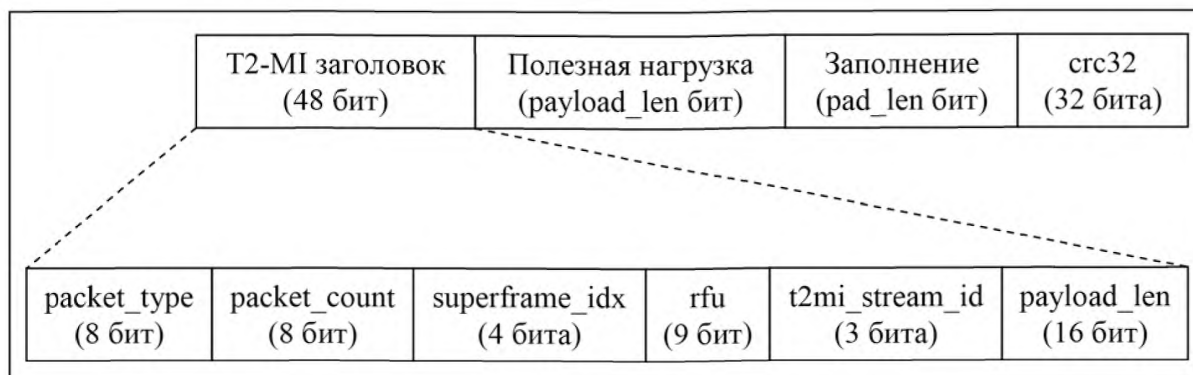 T2-MI заголовок
(48 бит)
Полезная нагрузка
(payload_len бит)
Заполнение
(pad_len бит)
crc32
(32 бита)
packet_type
(8 бит)
packet_count
(8 бит)
superframe_idx
(4 бита)
rfu
(9 бит)
t2mi_stream_id
(3 бита)
payload_len
(16 бит)